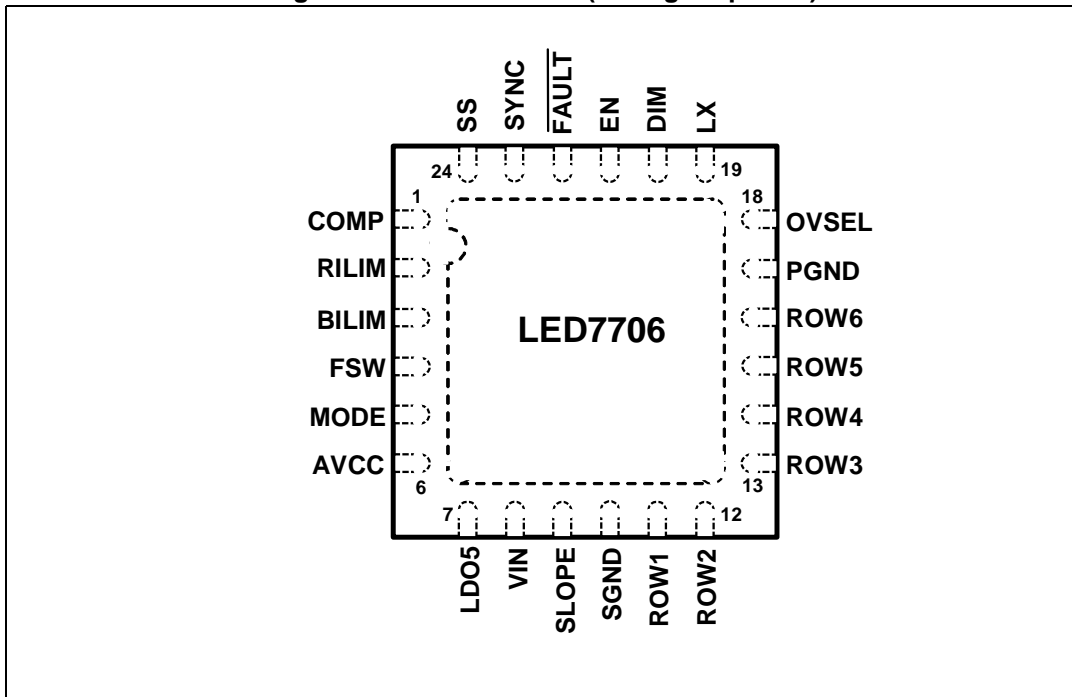 SS SYNC FAULT EN DIM LX
24 19
1 18
COMP OVSEL
RILIM PGND
BILIM ROW6
LED7706
FSW ROW5
MODE ROW4
AVCC ROW3
6 13
7 12
LDO5 VIN SLOPE SGND ROW1 ROW2